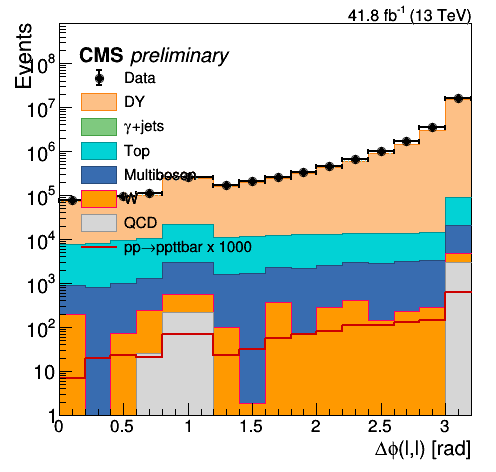 41.8 fb⁻¹ (13 TeV)
Events
CMS preliminary
Data
DY
γ+jets
Top
Multiboson
W
QCD
pp→ppttbar x 1000
10⁸
10⁷
10⁶
10⁵
10⁴
10³
10²
10
1
0 0.5 1 1.5 2 2.5 3
Δϕ(l,l) [rad]